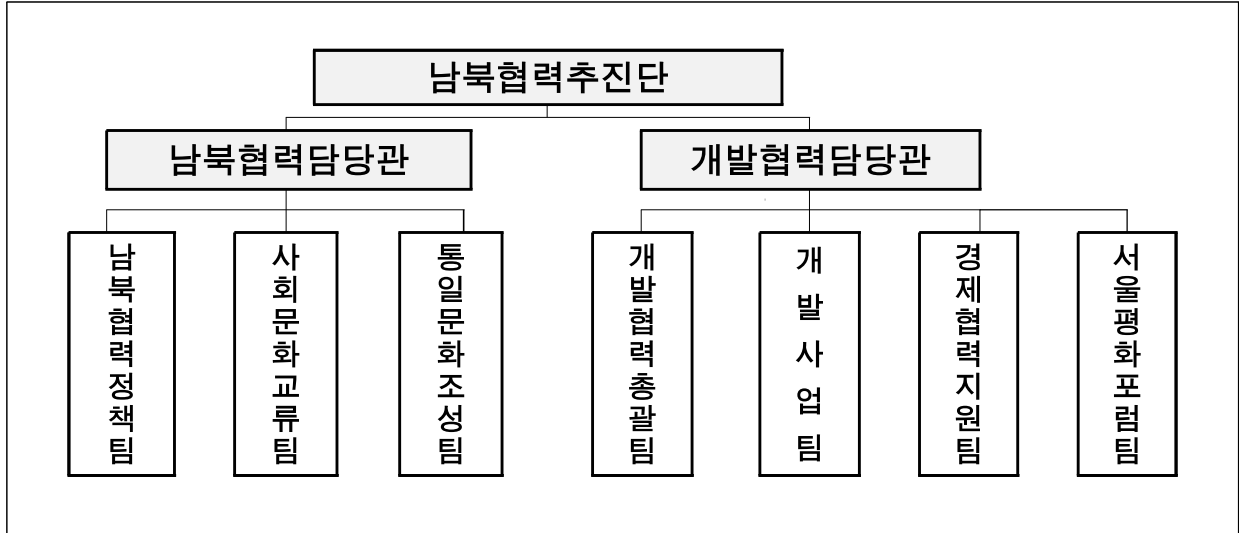 남북협력추진단
남북협력담당관
개발협력담당관
남북협력정책팀
사회문화교류팀
통일문화조성팀
개발협력총괄팀
개발사업팀
경제협력지원팀
서울평화포럼팀